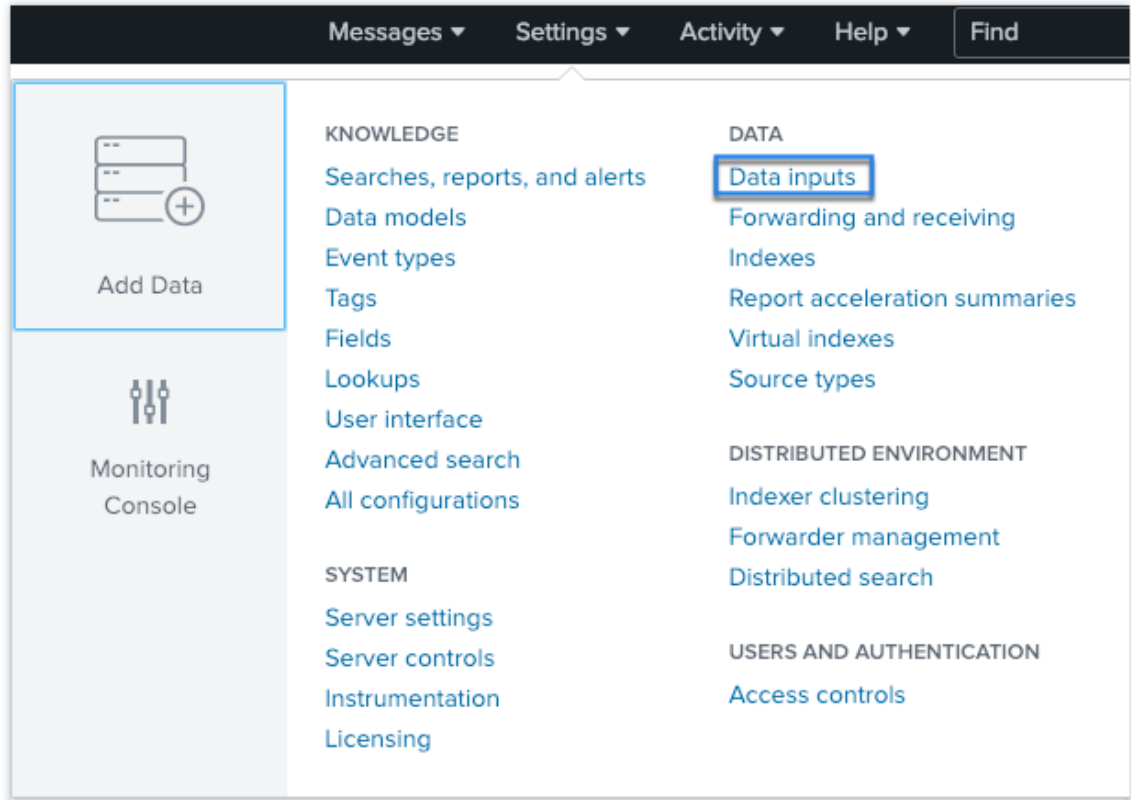 Messages Settings Activity Help Find
Add Data
Monitoring
Console
KNOWLEDGE
Searches, reports, and alerts
Data models
Event types
Tags
Fields
Lookups
User interface
Advanced search
All configurations
SYSTEM
Server settings
Server controls
Instrumentation
Licensing
DATA
Data inputs
Forwarding and receiving
Indexes
Report acceleration summaries
Virtual indexes
Source types
DISTRIBUTED ENVIRONMENT
Indexer clustering
Forwarder management
Distributed search
USERS AND AUTHENTICATION
Access controls